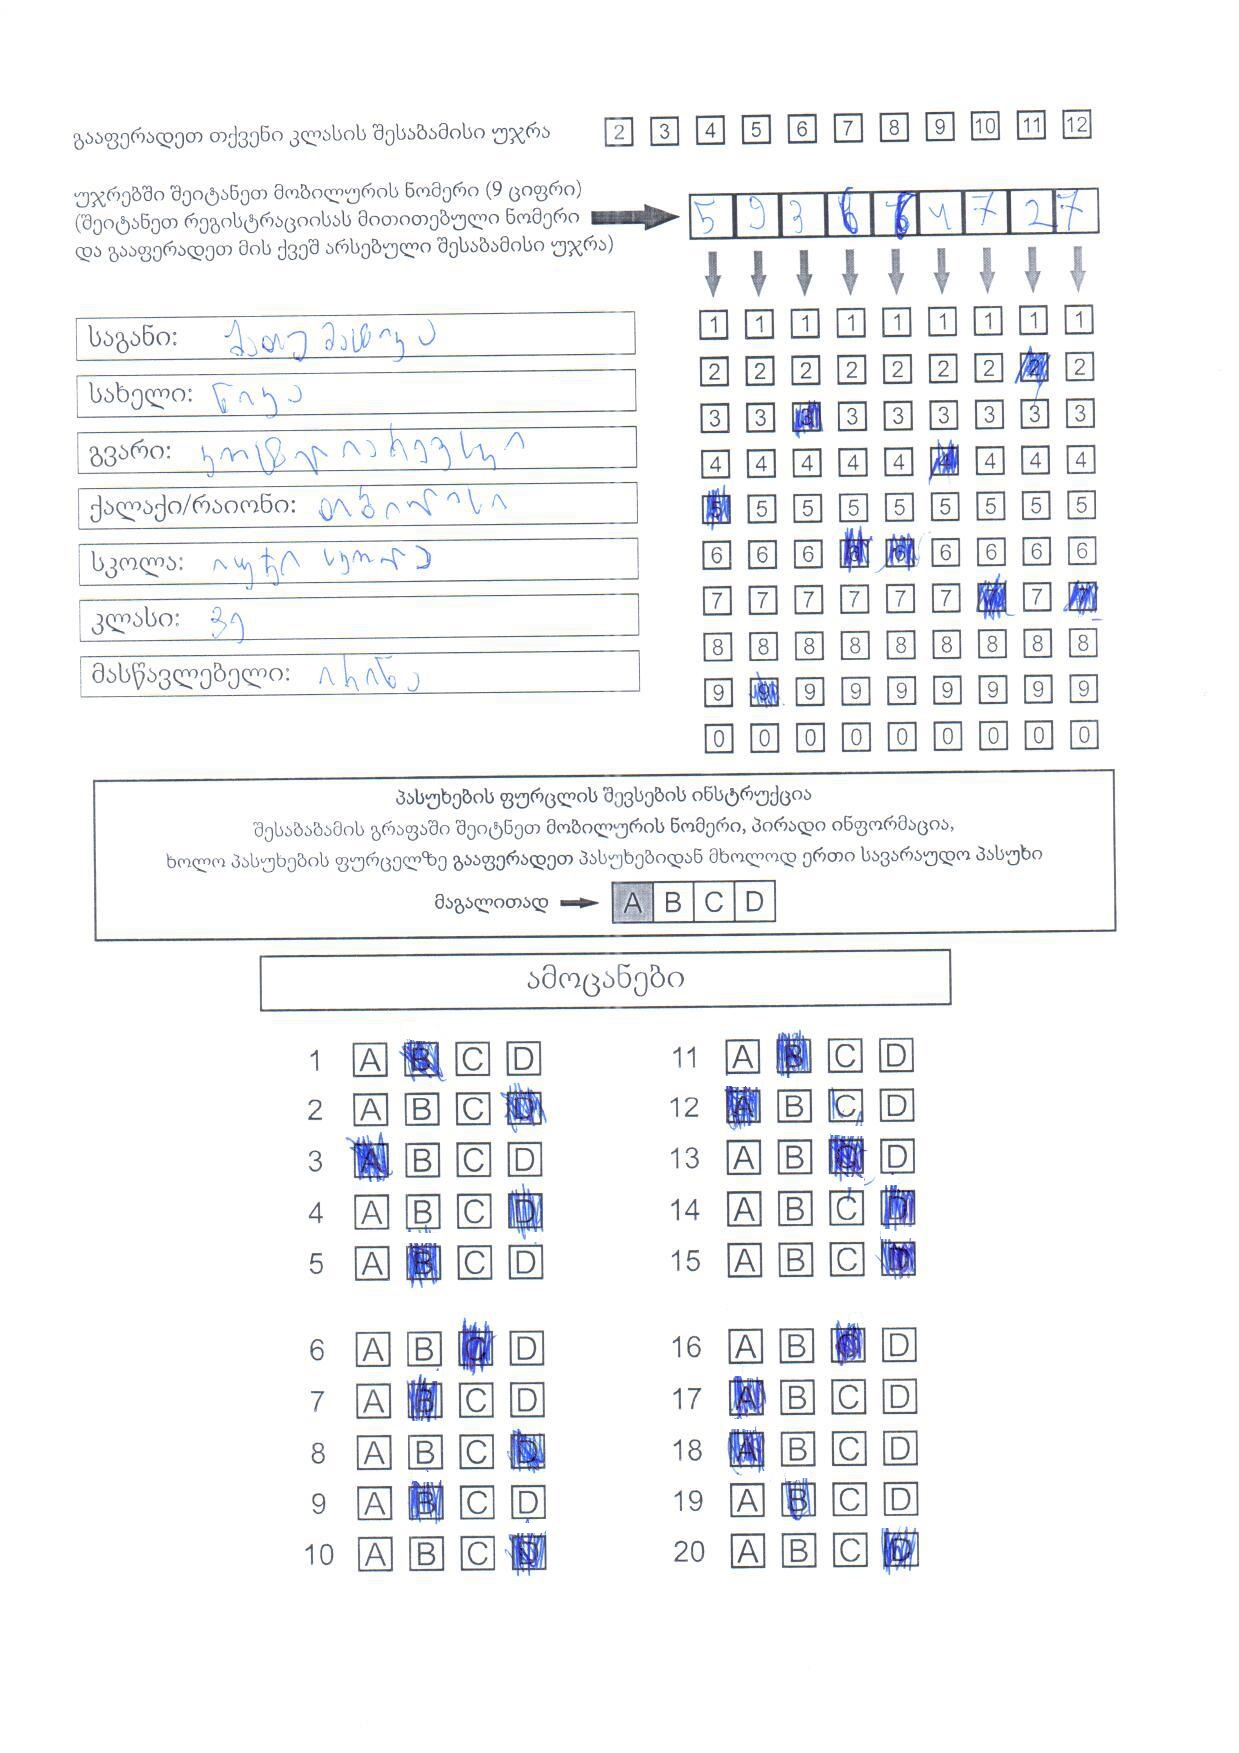 გააფერადეთ თქვენი კლასის შესაბამისი უჯრა 2 3 4 5 6 7 8 9 10 11 12
უჯრებში შეიტანეთ მობილურის ნომერი (9 ციფრი)
(შეიტანეთ რეგისტრაციისას მითითებული ნომერი
და გააფერადეთ მის ქვეშ არსებული შესაბამისი უჯრა)
5 9 3 6 6 4 7 2 7
1 1 1 1 1 1 1 1 1
საგანი: მათემატიკა
2 2 2 2 2 2 2 2 2
სახელი: ნიკა
3 3 3 3 3 3 3 3 3
გვარი:
4 4 4 4 4 4 4 4 4
ქალაქი/რაიონი: თბილისი
5 5 5 5 5 5 5 5 5
სკოლა: სკოლა
6 6 6 6 6 6 6 6 6
კლასი: 3ე
7 7 7 7 7 7 7 7 7
8 8 8 8 8 8 8 8 8
მასწავლებელი: ირინა
9 9 9 9 9 9 9 9 9
0 0 0 0 0 0 0 0 0
პასუხების ფურცლის შევსების ინსტრუქცია
შესაბაბამის გრაფაში შეიტნეთ მობილურის ნომერი, პირადი ინფორმაცია,
ხოლო პასუხების ფურცელზე გააფერადეთ პასუხებიდან მხოლოდ ერთი სავარაუდო პასუხი
მაგალითად A B C D
ამოცანები
1 A B C D 11 A B C D
2 A B C D 12 A B C D
3 A B C D 13 A B C D
4 A B C D 14 A B C D
5 A B C D 15 A B C D
6 A B C D 16 A B C D
7 A B C D 17 A B C D
8 A B C D 18 A B C D
9 A B C D 19 A B C D
10 A B C D 20 A B C D